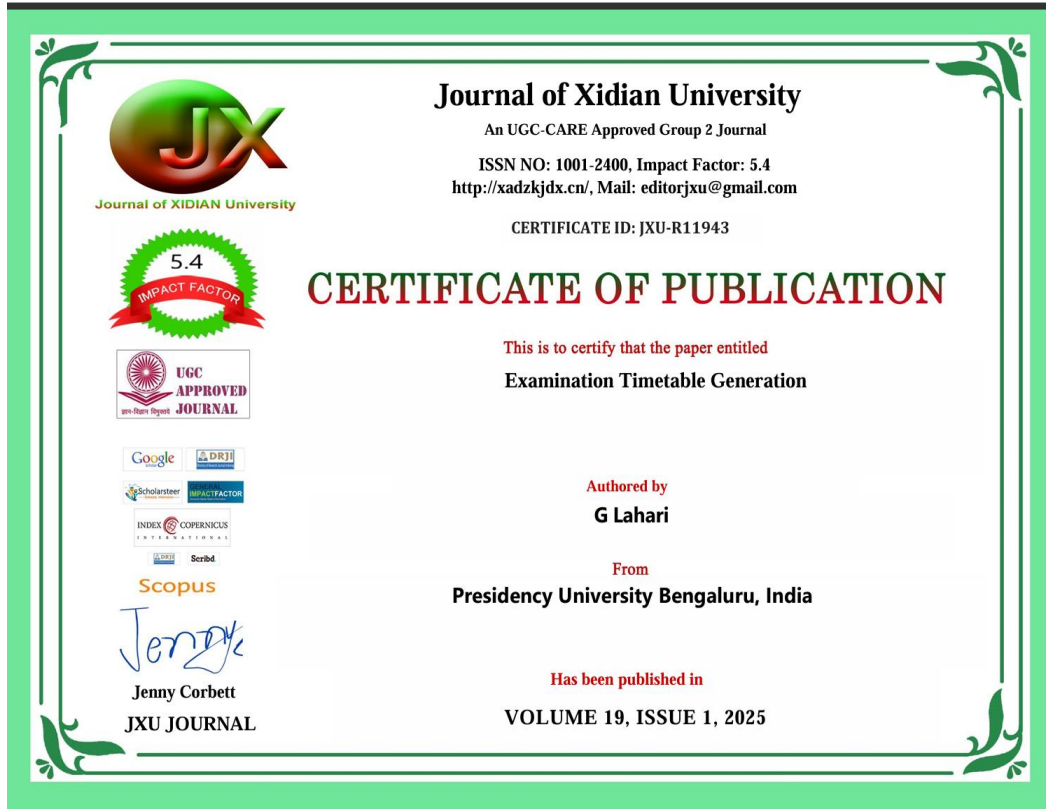 JX
Journal of XIDIAN University
Journal of Xidian University
An UGC-CARE Approved Group 2 Journal
ISSN NO: 1001-2400, Impact Factor: 5.4
http://xadzkjdx.cn/, Mail: editorjxu@gmail.com
CERTIFICATE ID: JXU-R11943
5.4
IMPACT FACTOR
CERTIFICATE OF PUBLICATION
This is to certify that the paper entitled
Examination Timetable Generation
UGC
APPROVED
JOURNAL
ज्ञान-विज्ञान विमुक्तये
Google
DRJI
Scholarsteer
GENERAL
IMPACTFACTOR
INDEX COPERNICUS
INTERNATIONAL
DRJI
Scribd
Scopus
Authored by
G Lahari
From
Presidency University Bengaluru, India
Has been published in
VOLUME 19, ISSUE 1, 2025
Jenny Corbett
JXU JOURNAL